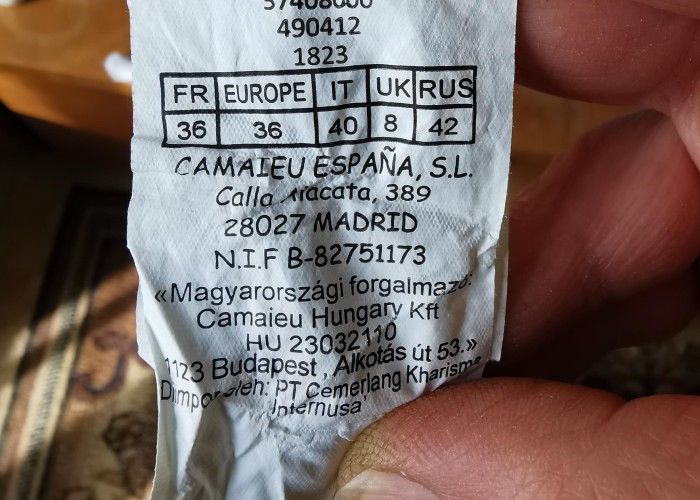 490412
1823
FR EUROPE IT UK RUS
36 36 40 8 42
CAMAIEU ESPAÑA, S.L.
389
28027 MADRID
N.I.F B-82751173
«Magyarországi forgalmazó:
Camaieu Hungary Kft
HU 23032110
1123 Budapest, Alkotás út 53.»
PT Cemerlang Kharisma
Internusa